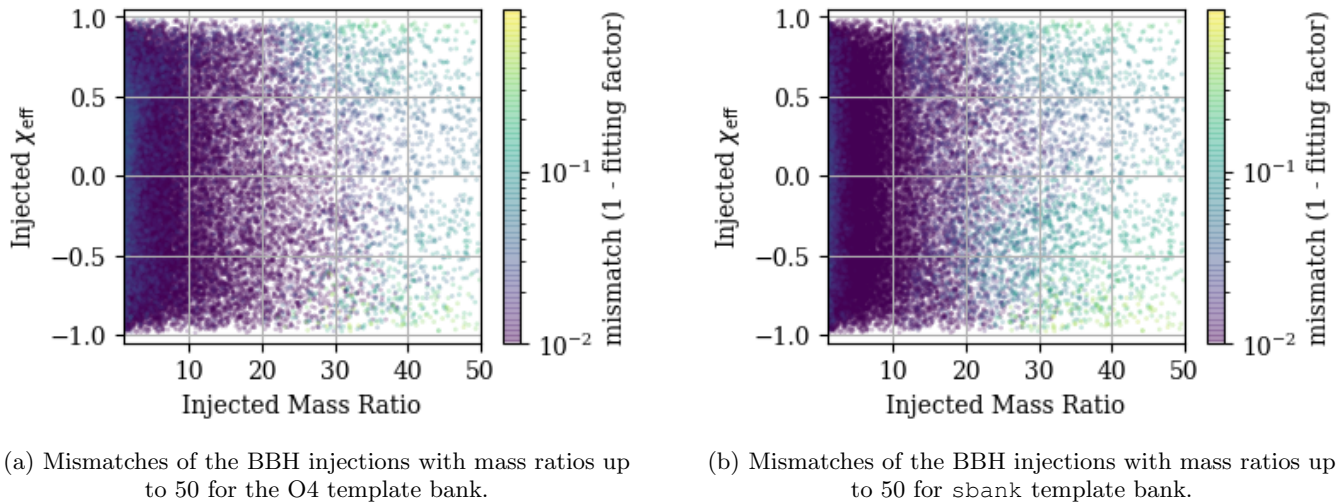 1.0
0.5
0.0
−0.5
−1.0
Injected χeff
10 20 30 40 50
Injected Mass Ratio
10⁻¹
10⁻²
mismatch (1 - fitting factor)
(a) Mismatches of the BBH injections with mass ratios up
to 50 for the O4 template bank.
1.0
0.5
0.0
−0.5
−1.0
Injected χeff
10 20 30 40 50
Injected Mass Ratio
10⁻¹
10⁻²
mismatch (1 - fitting factor)
(b) Mismatches of the BBH injections with mass ratios up
to 50 for sbank template bank.